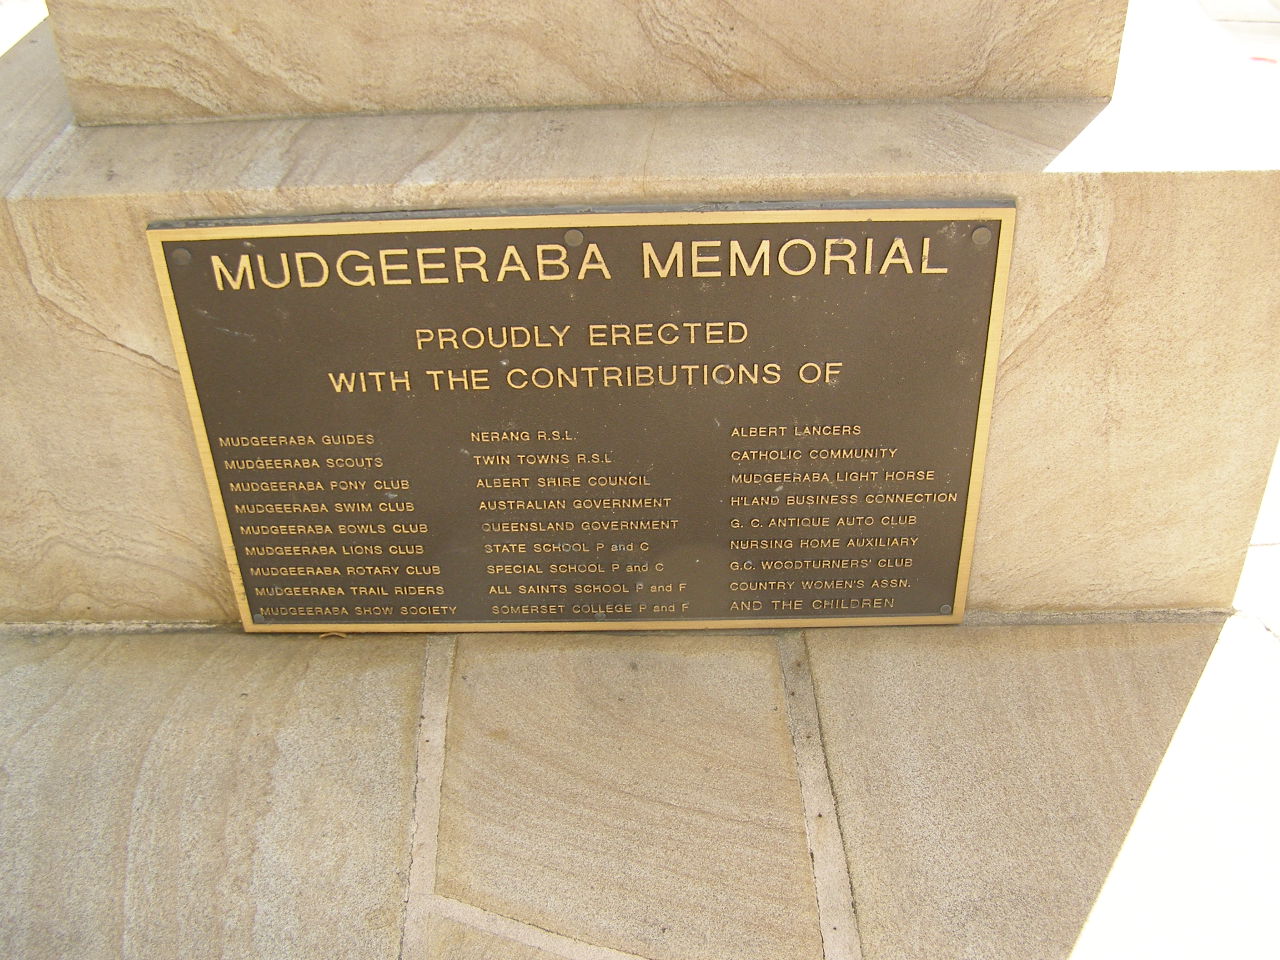 MUDGEERABA MEMORIAL
PROUDLY ERECTED
WITH THE CONTRIBUTIONS OF
MUDGEERABA GUIDES
MUDGEERABA SCOUTS
MUDGEERABA PONY CLUB
MUDGEERABA SWIM CLUB
MUDGEERABA BOWLS CLUB
MUDGEERABA LIONS CLUB
MUDGEERABA ROTARY CLUB
MUDGEERABA TRAIL RIDERS
MUDGEERABA SHOW SOCIETY
NERANG R.S.L.
TWIN TOWNS R.S.L.
ALBERT SHIRE COUNCIL
AUSTRALIAN GOVERNMENT
QUEENSLAND GOVERNMENT
STATE SCHOOL P and C
SPECIAL SCHOOL P and C
ALL SAINTS SCHOOL P and F
SOMERSET COLLEGE P and F
ALBERT LANCERS
CATHOLIC COMMUNITY
MUDGEERABA LIGHT HORSE
H'LAND BUSINESS CONNECTION
G. C. ANTIQUE AUTO CLUB
NURSING HOME AUXILIARY
G.C. WOODTURNERS' CLUB
COUNTRY WOMEN'S ASSN.
AND THE CHILDREN